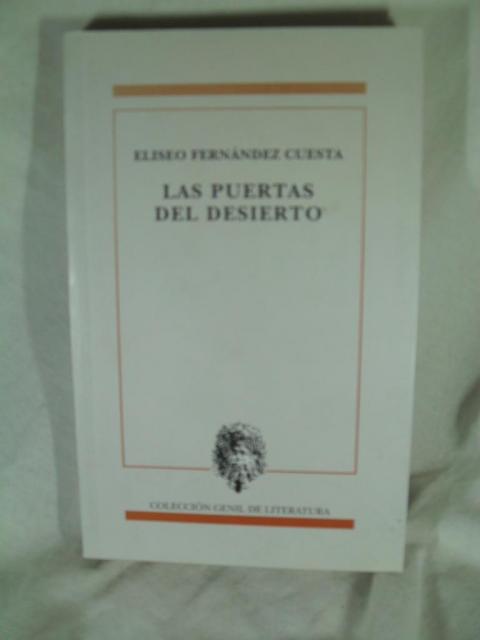 ELISEO FERNÁNDEZ CUESTA
LAS PUERTAS
DEL DESIERTO
COLECCIÓN GENIL DE LITERATURA